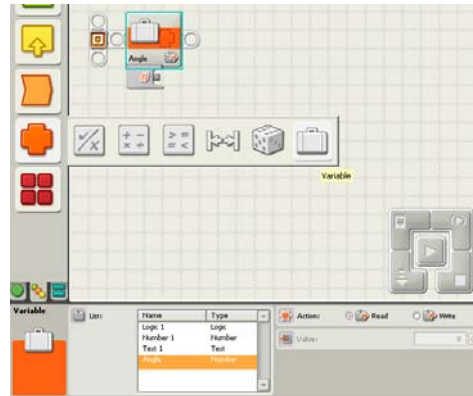 Angle
Variable
Variable
List:
Name Type
Logic 1 Logic
Number 1 Number
Text 1 Text
Angle Number
Action: Read Write
Value: 0